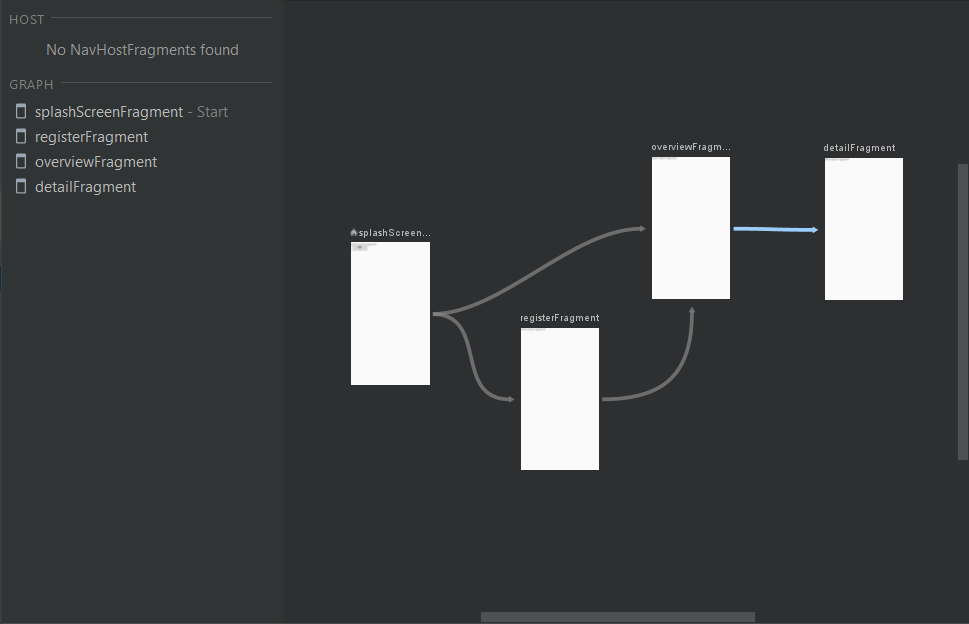 HOST
No NavHostFragments found
GRAPH
splashScreenFragment - Start
registerFragment
overviewFragment
detailFragment
overviewFragm...
detailFragment
splashScreen...
registerFragment